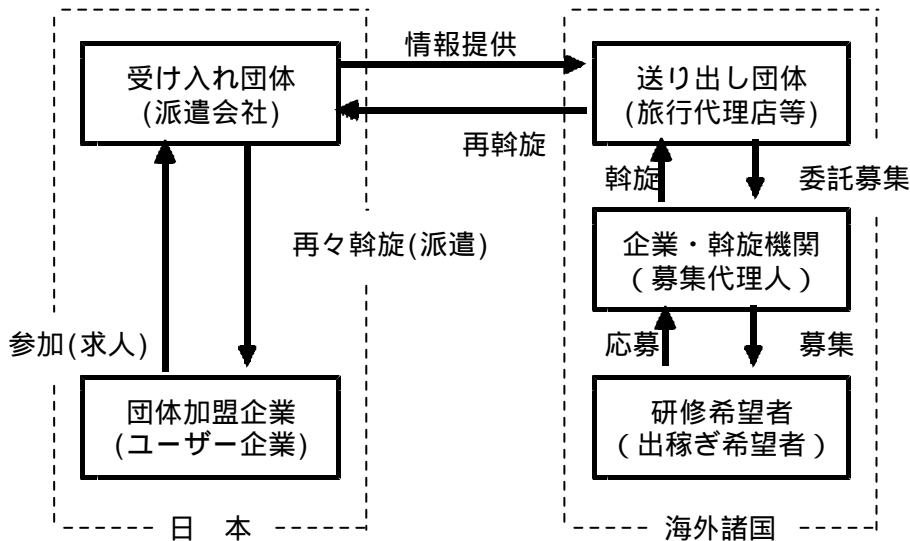 情報提供
受け入れ団体
(派遣会社)
送り出し団体
(旅行代理店等)
再斡旋
斡旋
委託募集
再々斡旋(派遣)
企業・斡旋機関
(募集代理人)
参加(求人)
応募
募集
団体加盟企業
(ユーザー企業)
研修希望者
(出稼ぎ希望者)
日 本
海外諸国